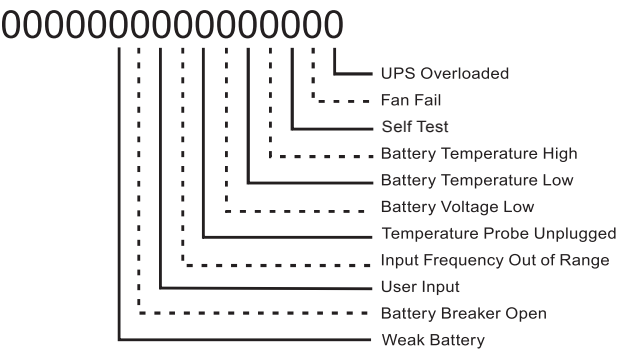 0000000000000000
UPS Overloaded
Fan Fail
Self Test
Battery Temperature High
Battery Temperature Low
Battery Voltage Low
Temperature Probe Unplugged
Input Frequency Out of Range
User Input
Battery Breaker Open
Weak Battery